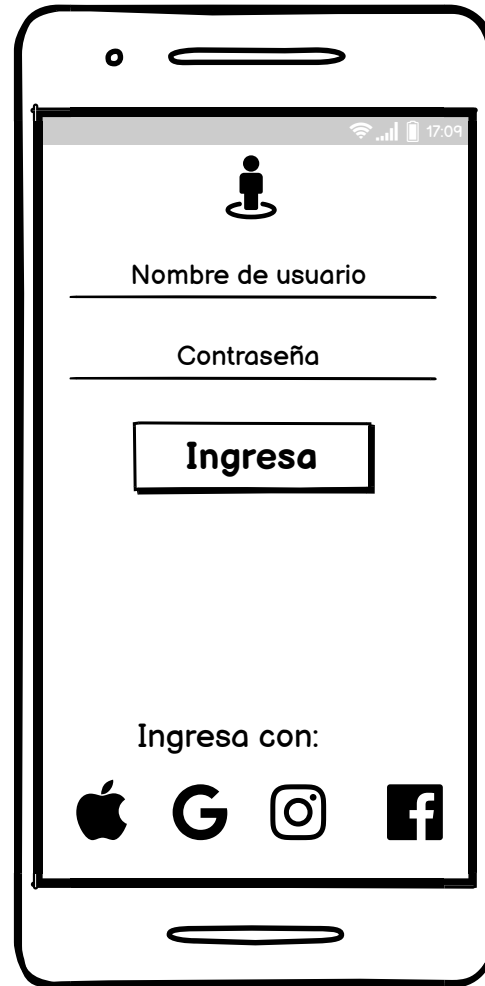 17:09
Nombre de usuario
Contraseña
Ingresa
Ingresa con: